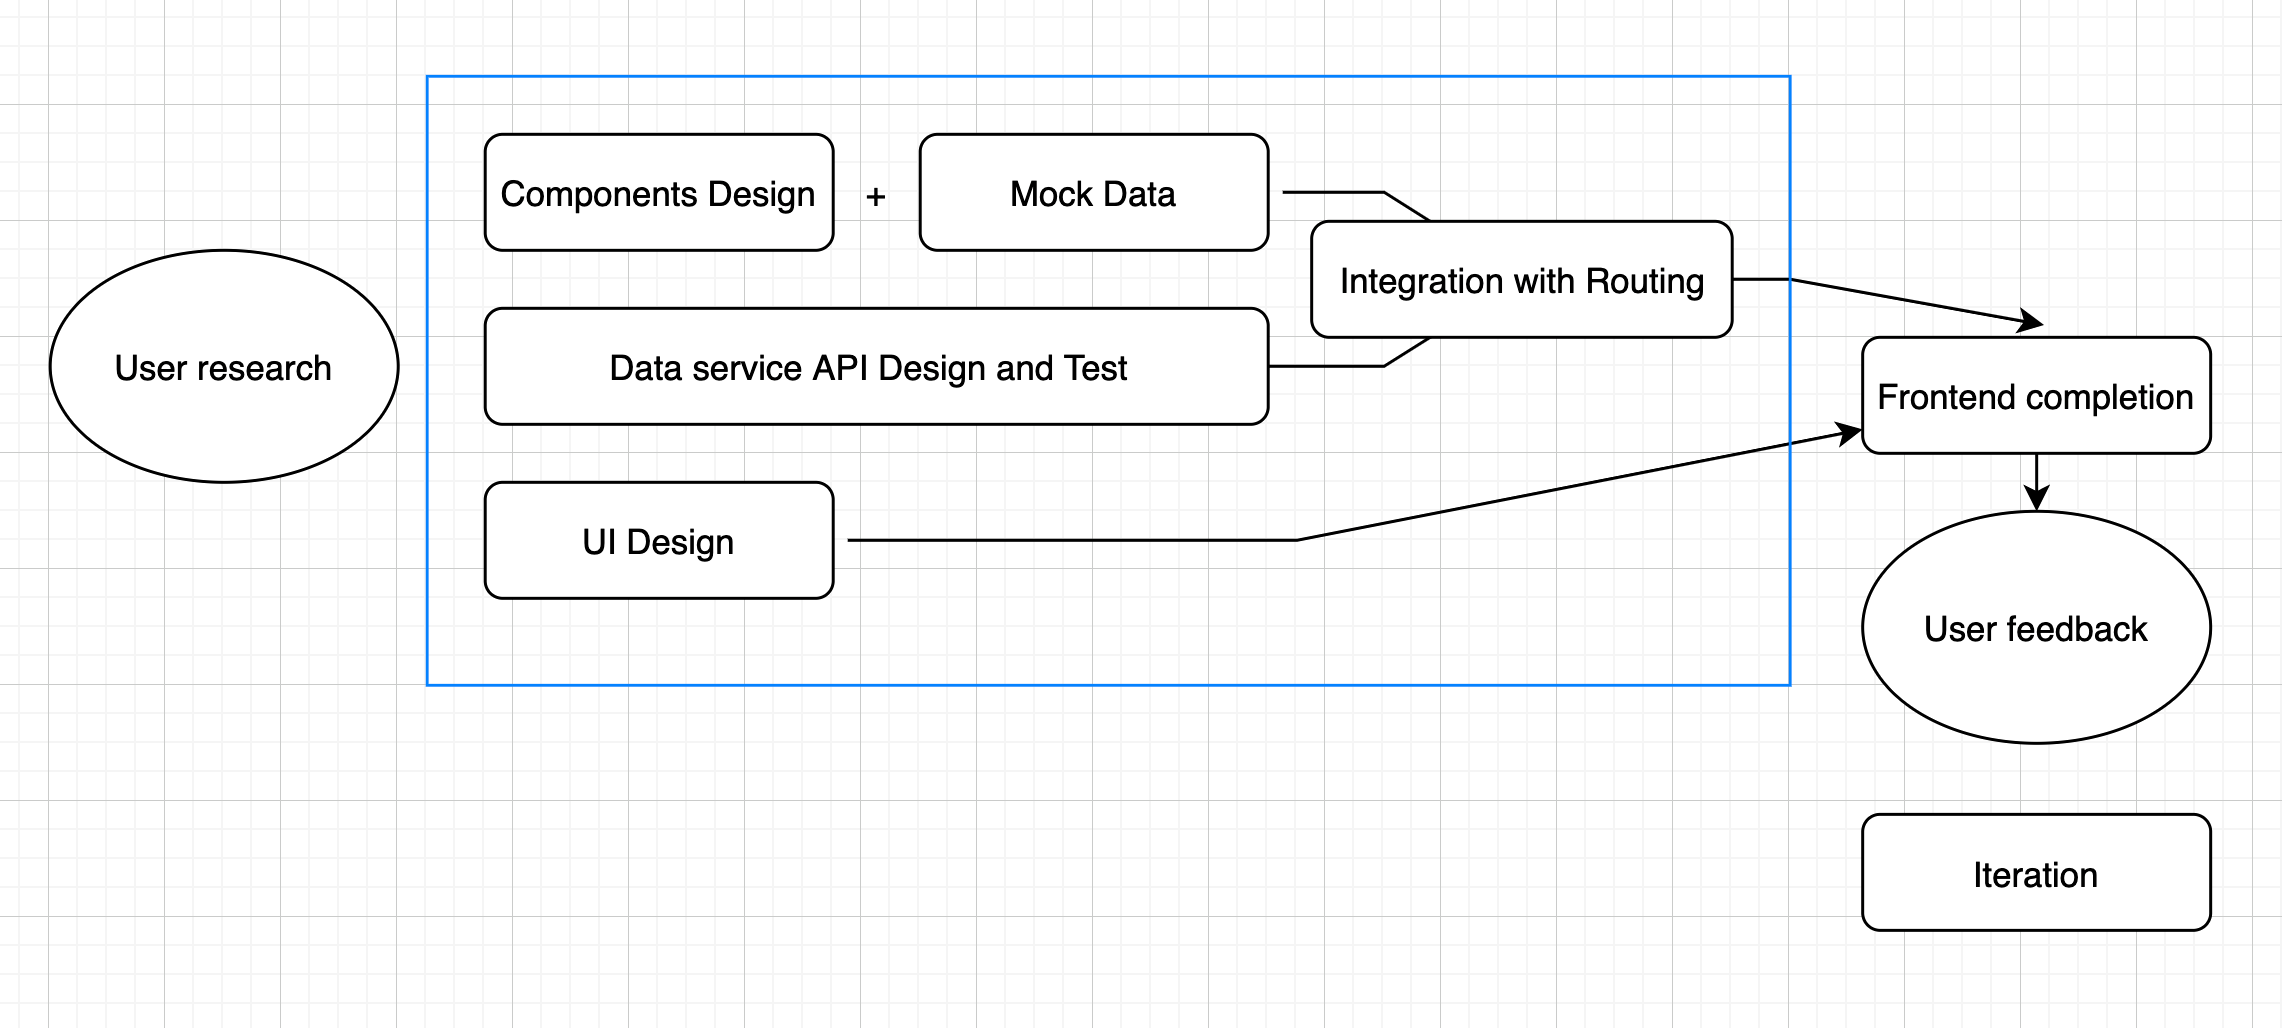 Components Design
+
Mock Data
Integration with Routing
User research
Data service API Design and Test
Frontend completion
UI Design
User feedback
Iteration